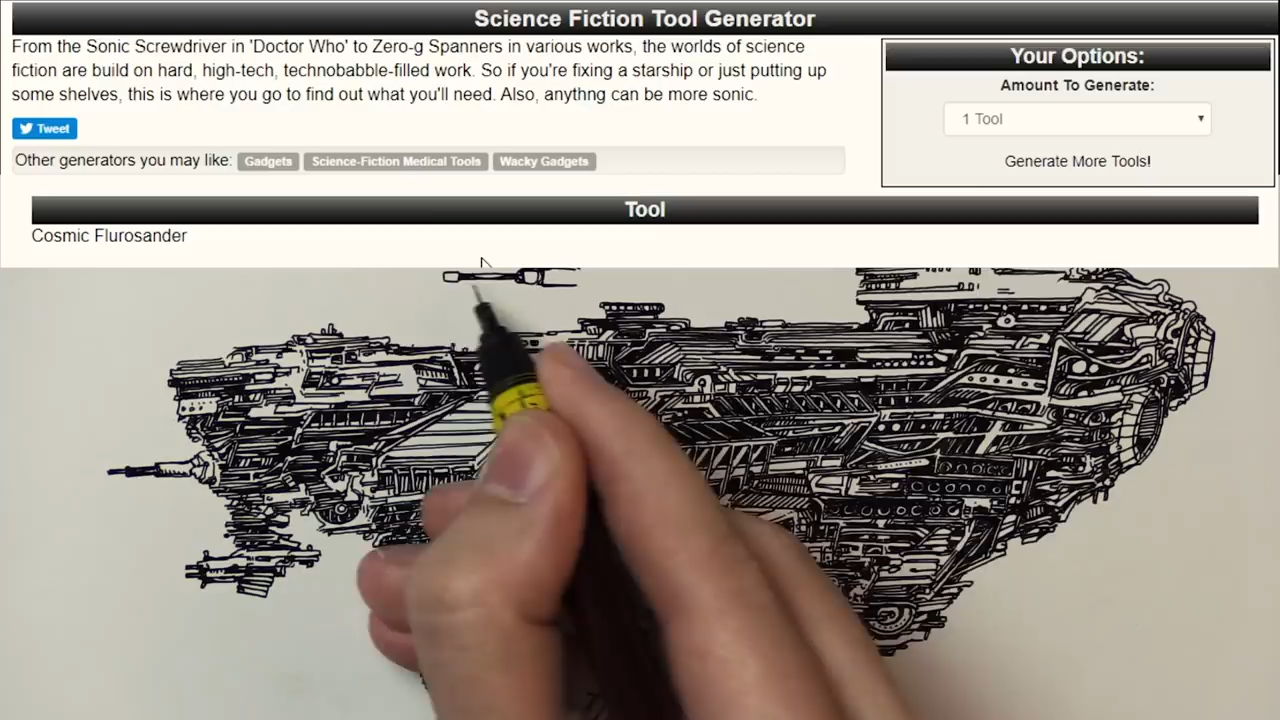 Science Fiction Tool Generator
From the Sonic Screwdriver in 'Doctor Who' to Zero-g Spanners in various works, the worlds of science
fiction are build on hard, high-tech, technobabble-filled work. So if you're fixing a starship or just putting up
some shelves, this is where you go to find out what you'll need. Also, anythng can be more sonic.
Tweet
Other generators you may like: Gadgets Science-Fiction Medical Tools Wacky Gadgets
Your Options:
Amount To Generate:
1 Tool
Generate More Tools!
Tool
Cosmic Flurosander